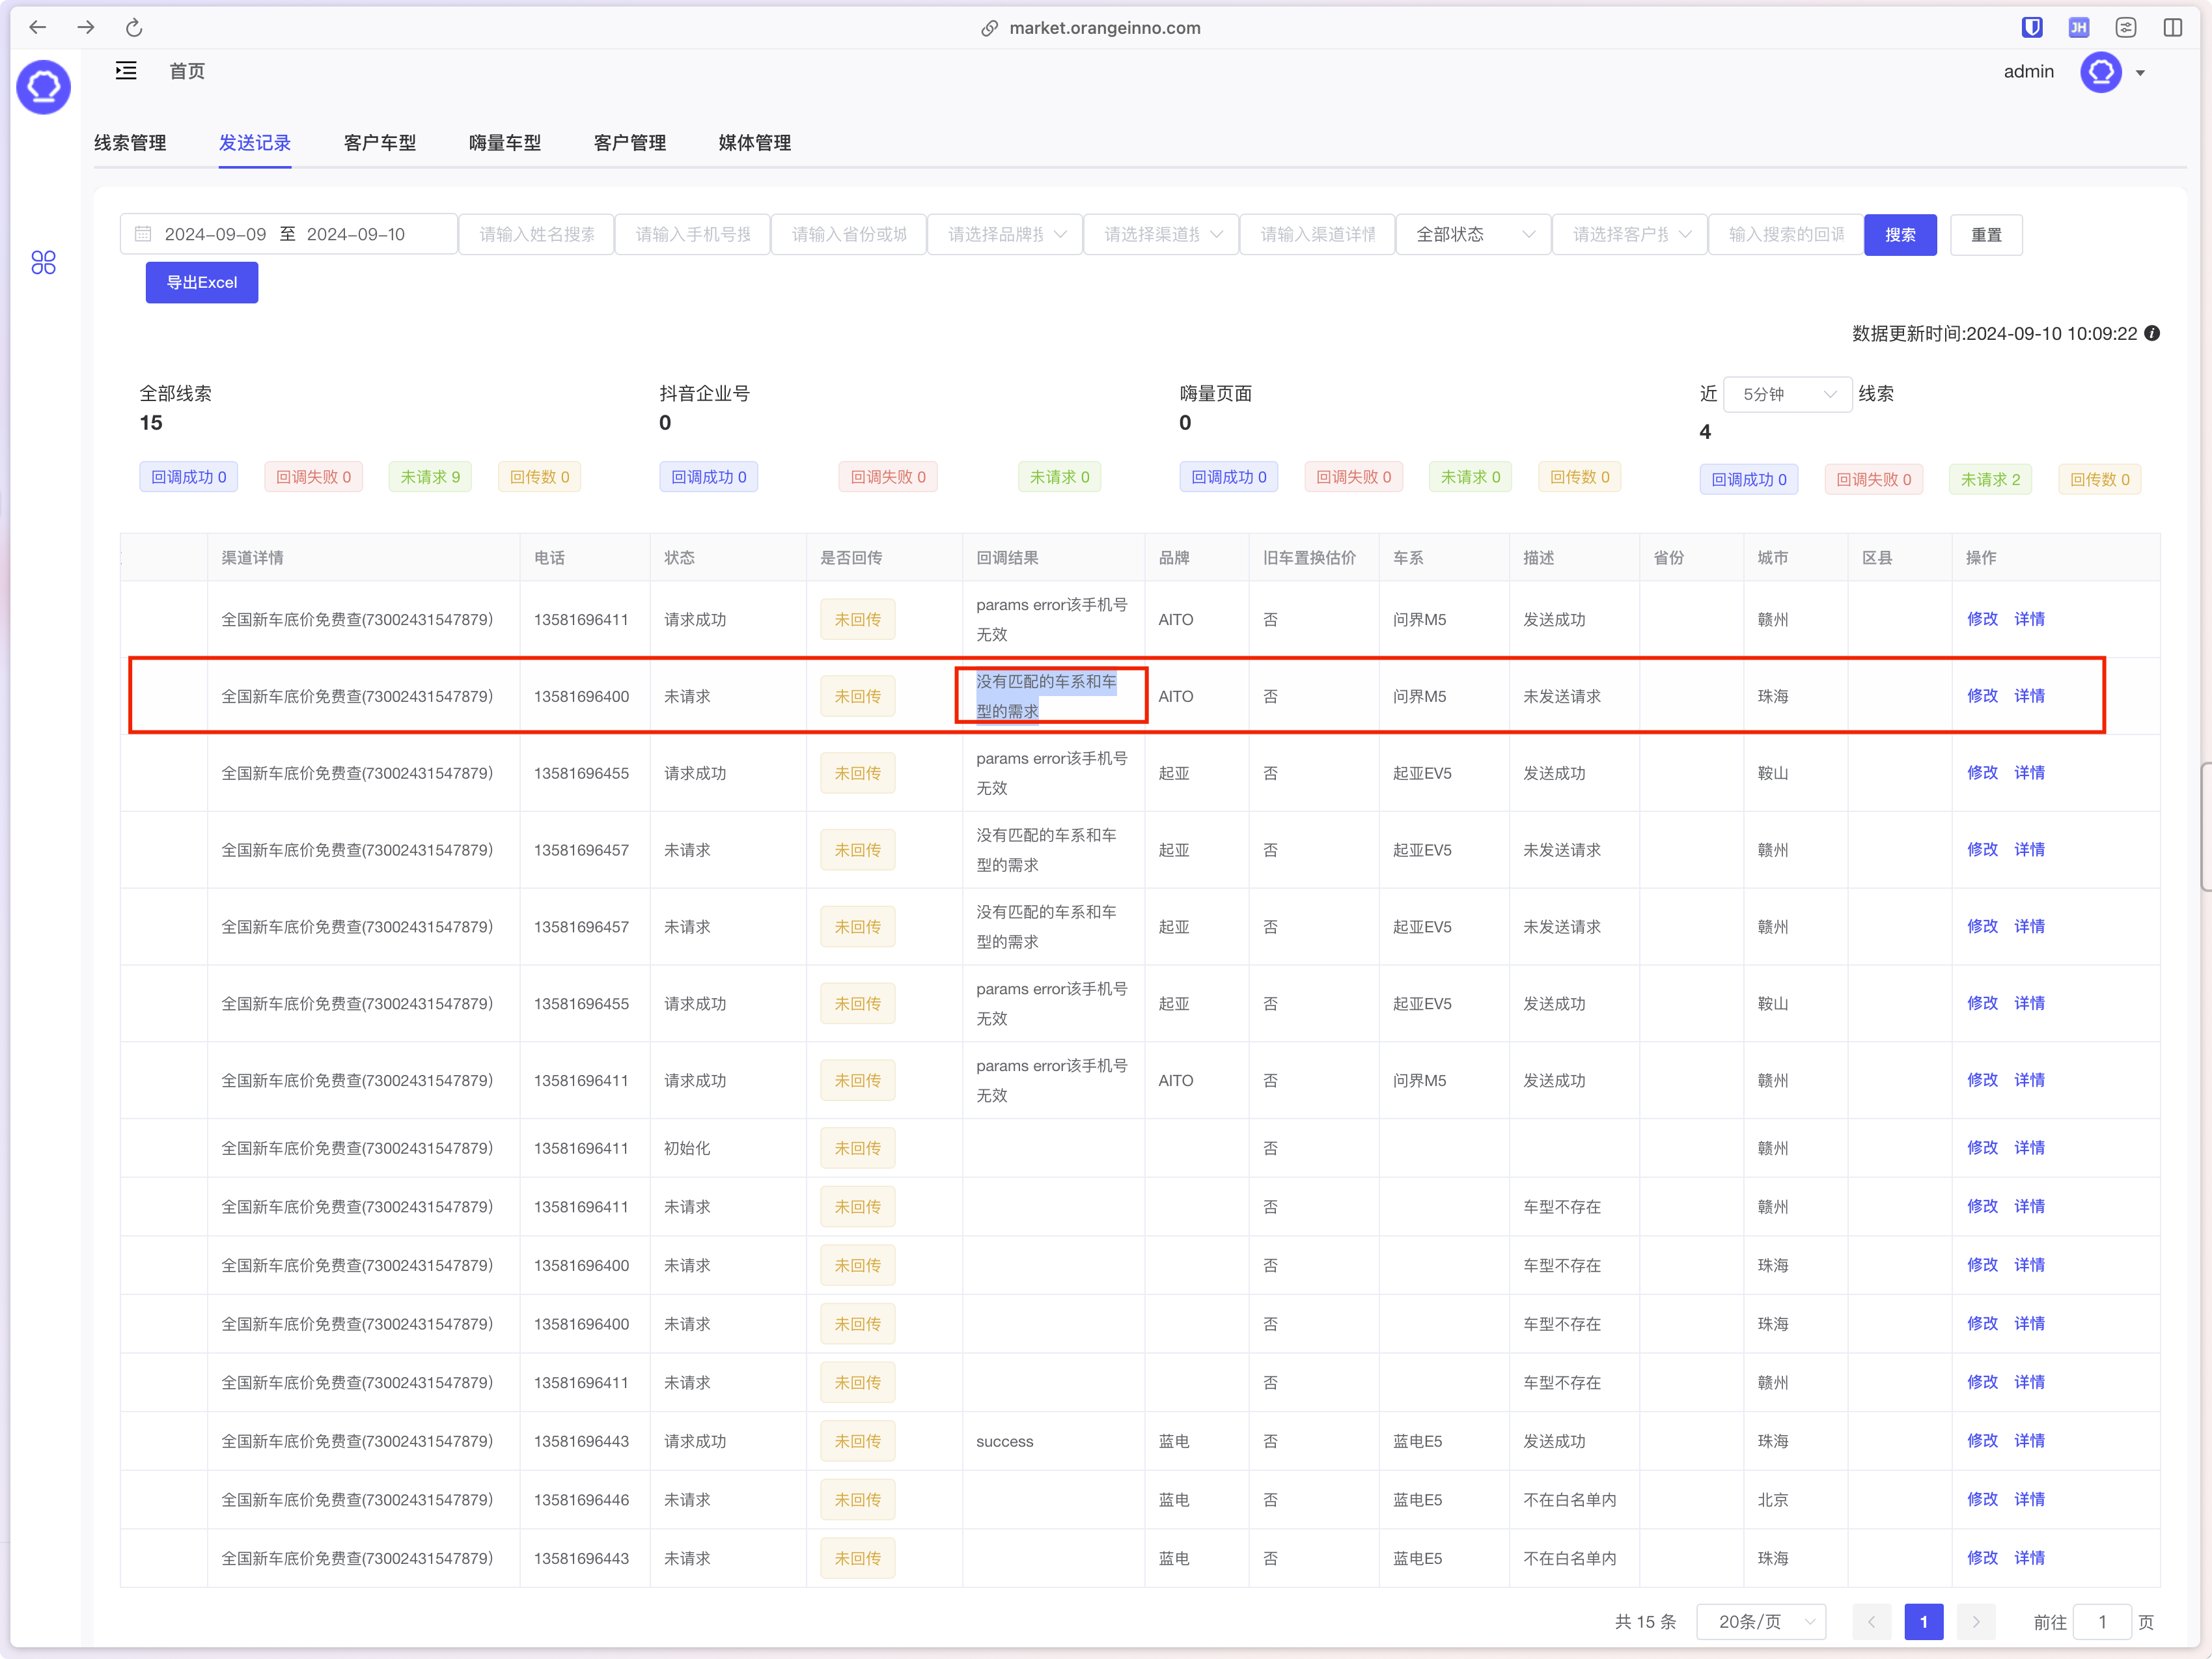 market.orangeinno.com
JH
首页
admin
线索管理 发送记录 客户车型 嗨量车型 客户管理 媒体管理
2024-09-09 至 2024-09-10 请输入姓名搜索 请输入手机号搜 请输入省份或城 请选择品牌搜 请选择渠道搜 请输入渠道详情 全部状态 请选择客户搜 输入搜索的回调 搜索 重置
导出Excel
数据更新时间:2024-09-10 10:09:22
全部线索 抖音企业号 嗨量页面 近 5分钟 线索
15 0 0 4
回调成功 0 回调失败 0 未请求 9 回传数 0 回调成功 0 回调失败 0 未请求 0 回调成功 0 回调失败 0 未请求 0 回传数 0 回调成功 0 回调失败 0 未请求 2 回传数 0
渠道详情 电话 状态 是否回传 回调结果 品牌 旧车置换估价 车系 描述 省份 城市 区县 操作
全国新车底价免费查(73002431547879) 13581696411 请求成功 未回传 params error该手机号 AITO 否 问界M5 发送成功 赣州 修改 详情
无效
全国新车底价免费查(73002431547879) 13581696400 未请求 未回传 没有匹配的车系和车 AITO 否 问界M5 未发送请求 珠海 修改 详情
型的需求
全国新车底价免费查(73002431547879) 13581696455 请求成功 未回传 params error该手机号 起亚 否 起亚EV5 发送成功 鞍山 修改 详情
无效
全国新车底价免费查(73002431547879) 13581696457 未请求 未回传 没有匹配的车系和车 起亚 否 起亚EV5 未发送请求 赣州 修改 详情
型的需求
全国新车底价免费查(73002431547879) 13581696457 未请求 未回传 没有匹配的车系和车 起亚 否 起亚EV5 未发送请求 赣州 修改 详情
型的需求
全国新车底价免费查(73002431547879) 13581696455 请求成功 未回传 params error该手机号 起亚 否 起亚EV5 发送成功 鞍山 修改 详情
无效
全国新车底价免费查(73002431547879) 13581696411 请求成功 未回传 params error该手机号 AITO 否 问界M5 发送成功 赣州 修改 详情
无效
全国新车底价免费查(73002431547879) 13581696411 初始化 未回传 否 赣州 修改 详情
全国新车底价免费查(73002431547879) 13581696411 未请求 未回传 否 车型不存在 赣州 修改 详情
全国新车底价免费查(73002431547879) 13581696400 未请求 未回传 否 车型不存在 珠海 修改 详情
全国新车底价免费查(73002431547879) 13581696400 未请求 未回传 否 车型不存在 珠海 修改 详情
全国新车底价免费查(73002431547879) 13581696411 未请求 未回传 否 车型不存在 赣州 修改 详情
全国新车底价免费查(73002431547879) 13581696443 请求成功 未回传 success 蓝电 否 蓝电E5 发送成功 珠海 修改 详情
全国新车底价免费查(73002431547879) 13581696446 未请求 未回传 蓝电 否 蓝电E5 不在白名单内 北京 修改 详情
全国新车底价免费查(73002431547879) 13581696443 未请求 未回传 蓝电 否 蓝电E5 不在白名单内 珠海 修改 详情
共 15 条 20条/页 1 前往 1 页